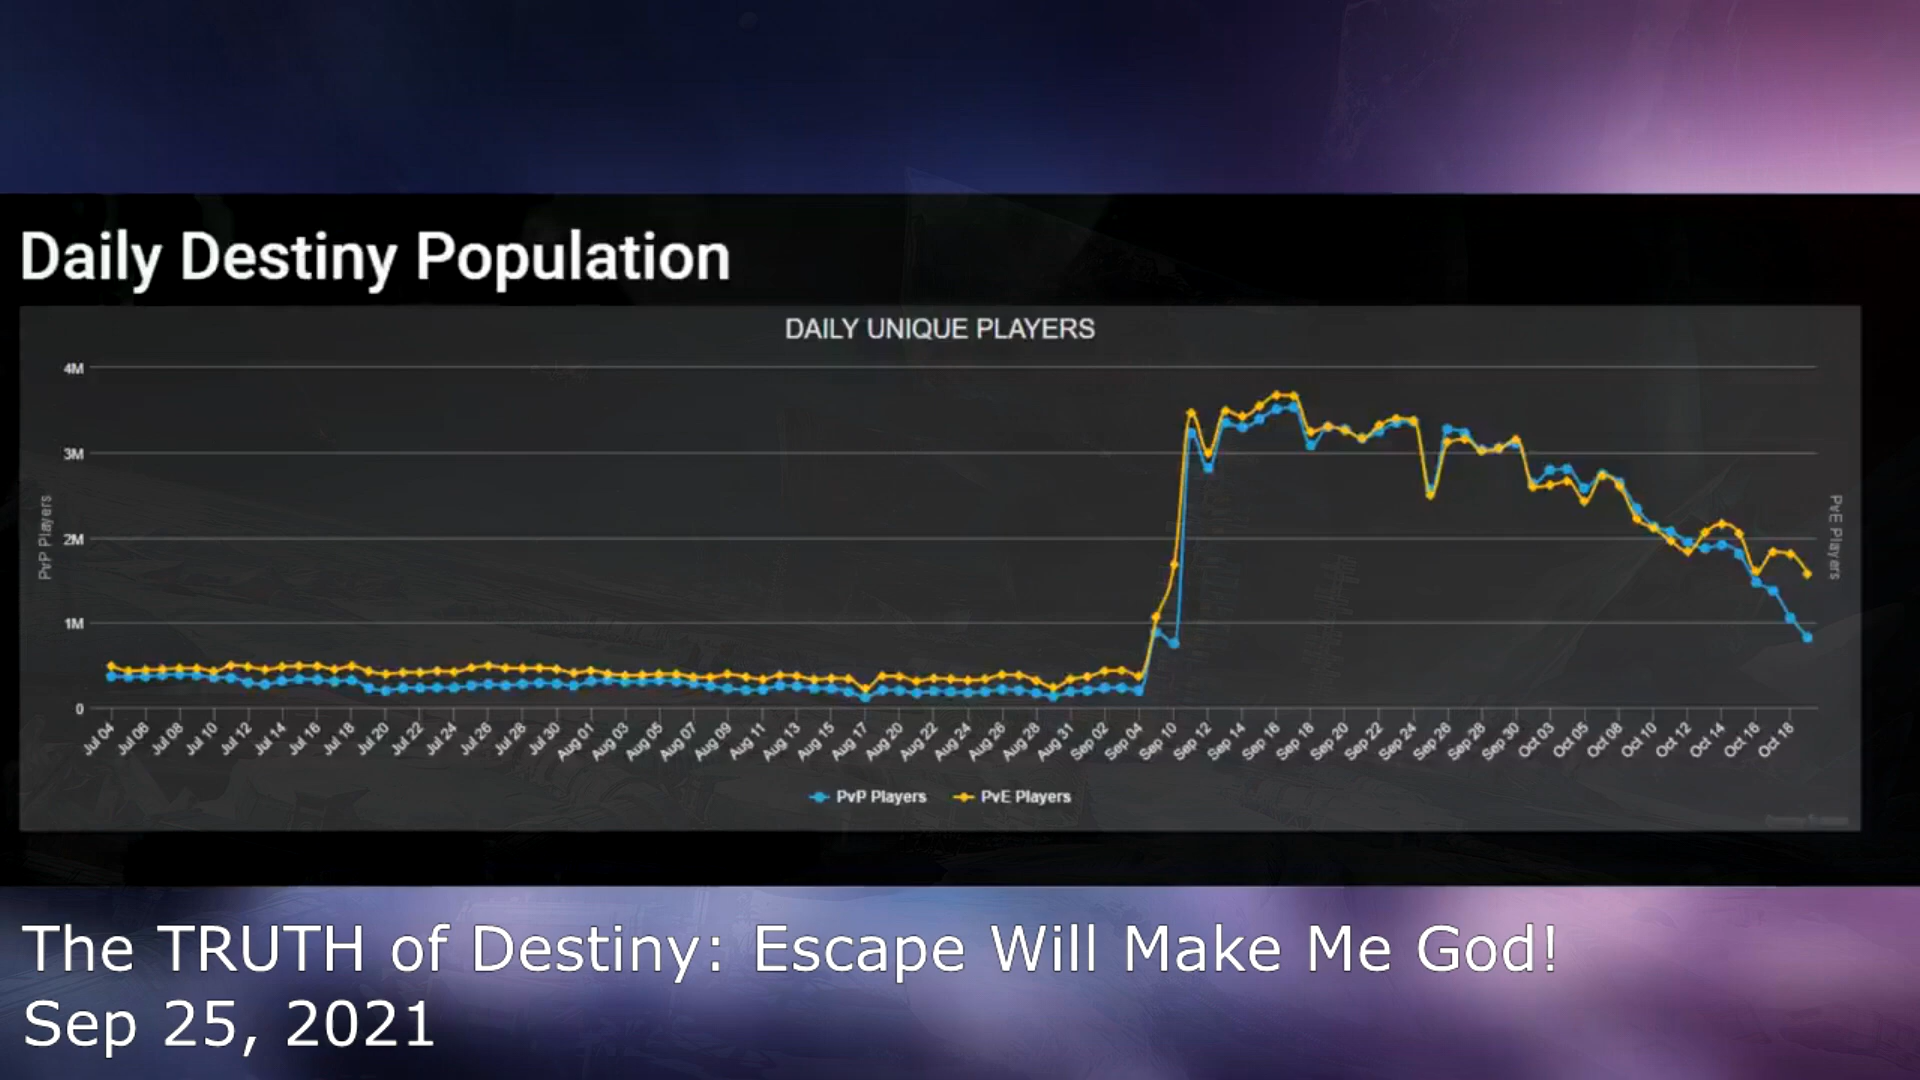 Daily Destiny Population
DAILY UNIQUE PLAYERS
4M
3M
2M
1M
0
PvP Players
PvE Players
Jul 04
Jul 06
Jul 08
Jul 10
Jul 12
Jul 14
Jul 16
Jul 18
Jul 20
Jul 22
Jul 24
Jul 26
Jul 28
Jul 30
Aug 01
Aug 03
Aug 05
Aug 07
Aug 09
Aug 11
Aug 13
Aug 15
Aug 17
Aug 20
Aug 22
Aug 24
Aug 26
Aug 28
Aug 31
Sep 02
Sep 04
Sep 10
Sep 12
Sep 14
Sep 16
Sep 18
Sep 20
Sep 22
Sep 24
Sep 26
Sep 28
Sep 30
Oct 03
Oct 05
Oct 08
Oct 10
Oct 12
Oct 14
Oct 16
Oct 18
PvP Players PvE Players
The TRUTH of Destiny: Escape Will Make Me God!
Sep 25, 2021